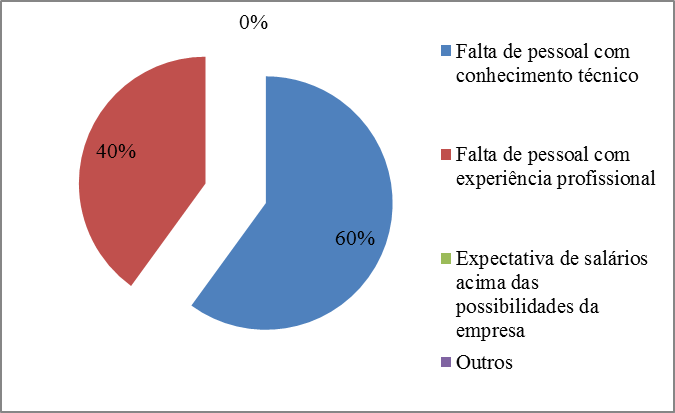 0%
40%
60%
Falta de pessoal com
conhecimento técnico
Falta de pessoal com
experiência profissional
Expectativa de salários
acima das
possibilidades da
empresa
Outros